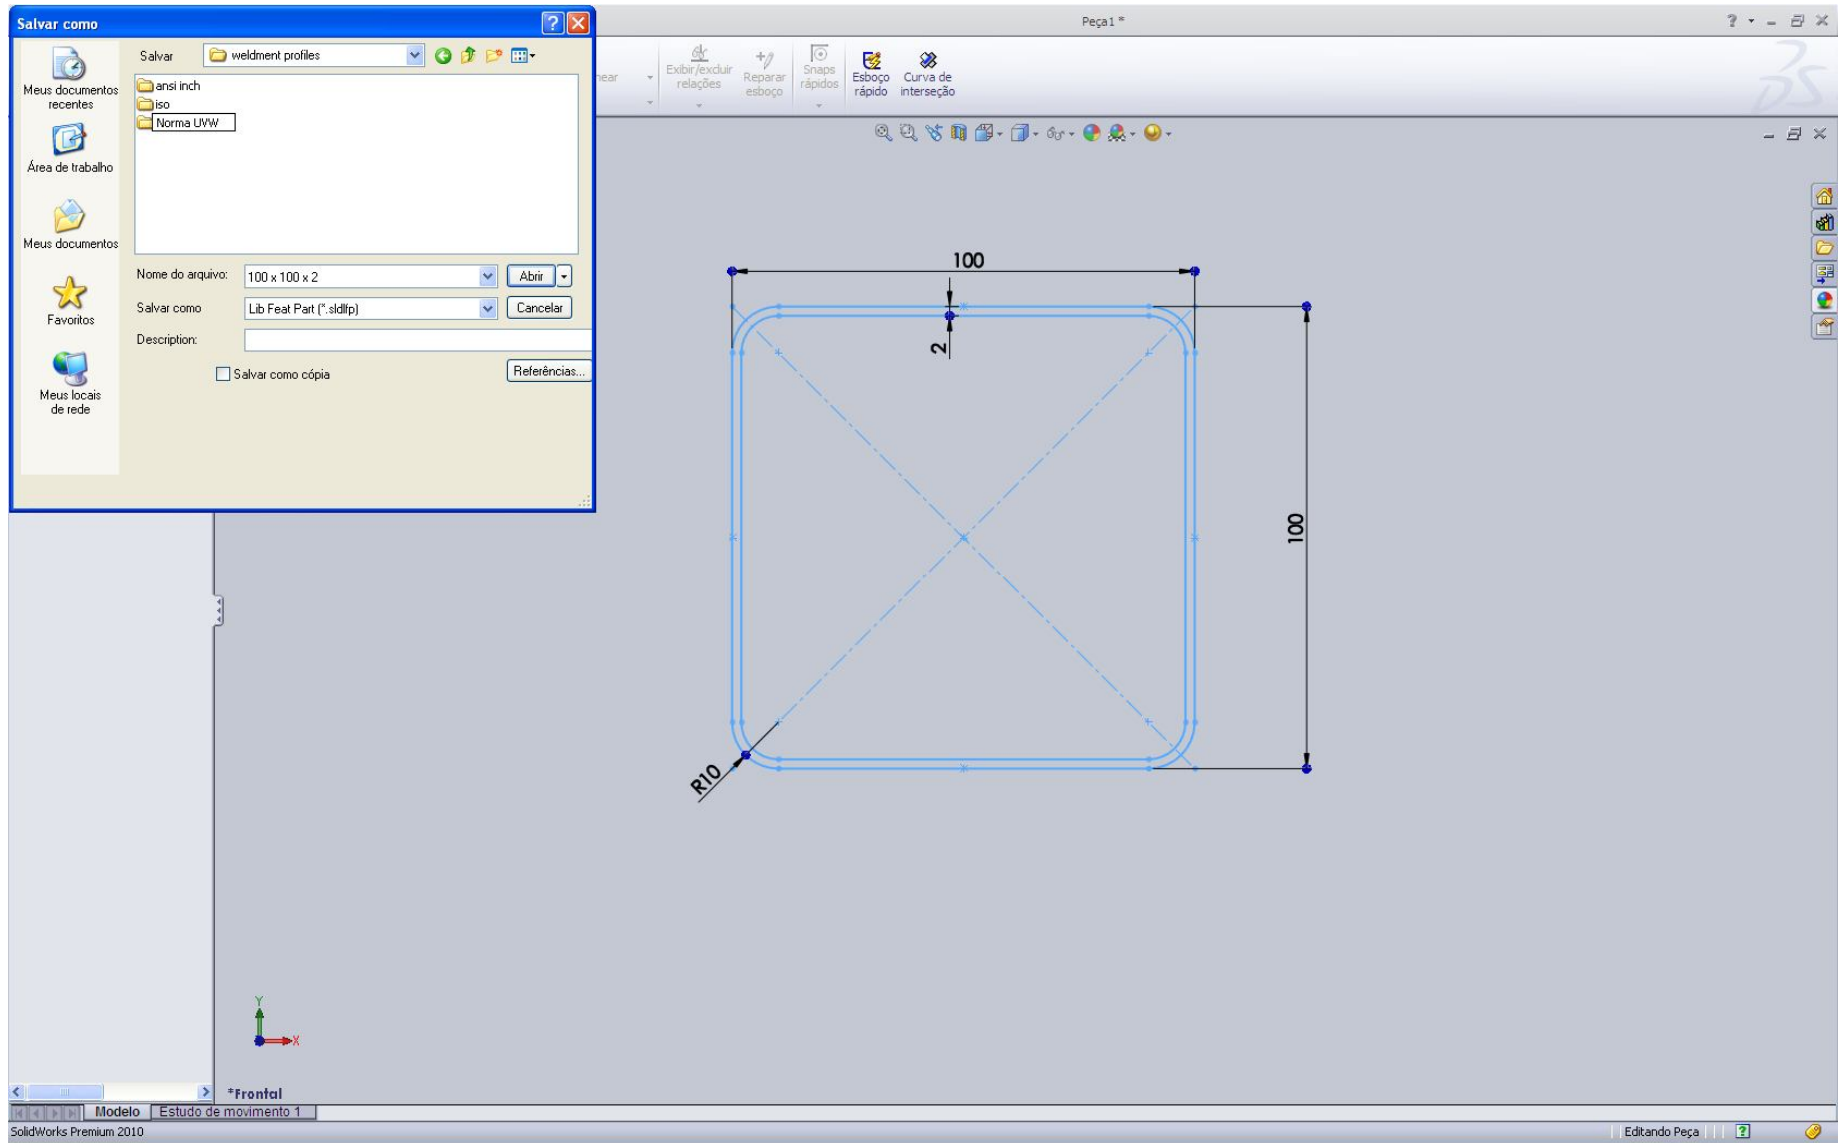 Salvar como
Peça1 *
Salvar
weldment profiles
Meus documentos
recentes
ansi inch
iso
Norma UVW
Área de trabalho
Meus documentos
Favoritos
Meus locais
de rede
Nome do arquivo:
100 x 100 x 2
Abrir
Salvar como
Lib Feat Part (*.sldlfp)
Cancelar
Description:
Salvar como cópia
Referências...
near
Exibir/excluir
relações
Reparar
esboço
Snaps
rápidos
Esboço
rápido
Curva de
interseção
100
2
100
R10
Y
X
*Frontal
Modelo
Estudo de movimento 1
SolidWorks Premium 2010
Editando Peça